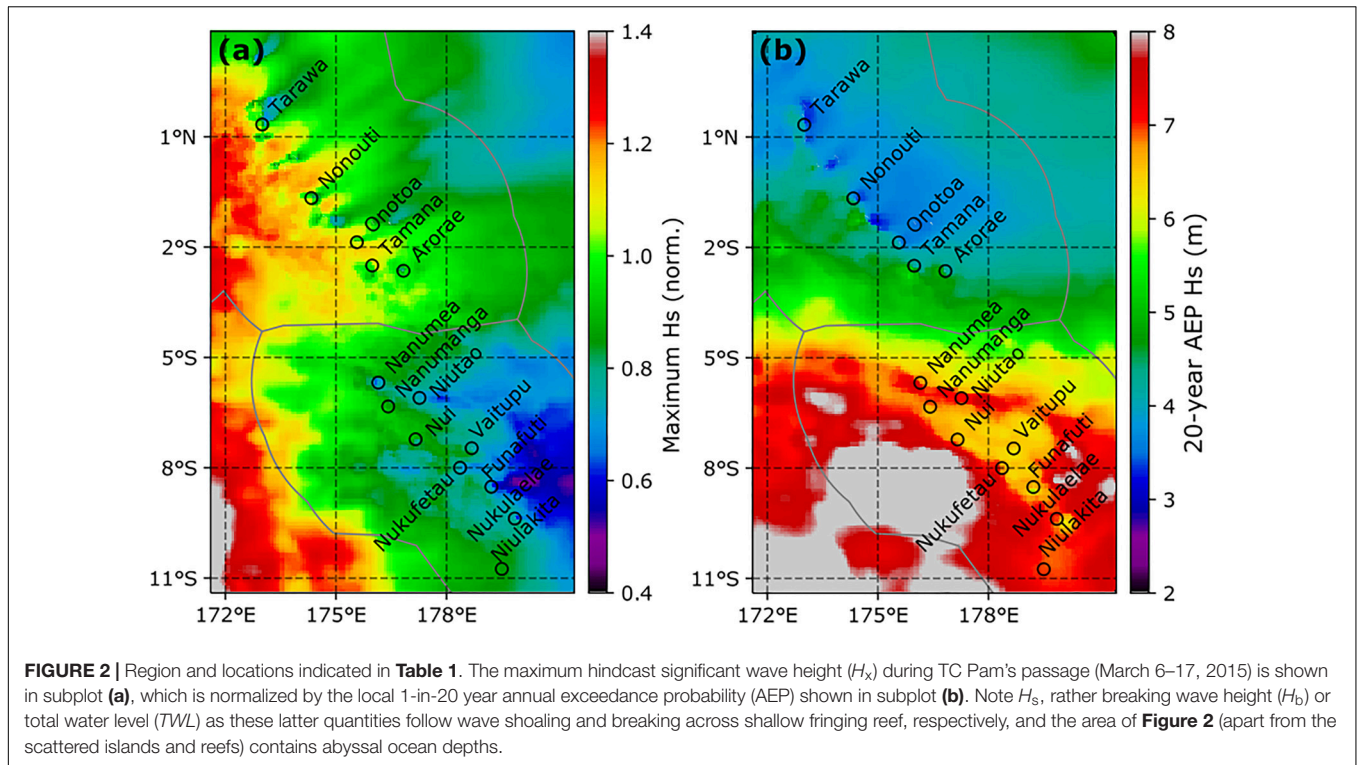 (a)
Tarawa
Nonouti
Onotoa
Tamana
Arorae
Nanumea
Nanumanga
Niutao
Nui
Vaitupu
Nukufetau
Funafuti
Nukulaelae
Niulakita
1°N
2°S
5°S
8°S
11°S
172°E
175°E
178°E
1.4
1.2
1.0
0.8
0.6
0.4
Maximum Hs (norm.)
(b)
Tarawa
Nonouti
Onotoa
Tamana
Arorae
Nanumea
Nanumanga
Niutao
Nui
Vaitupu
Nukufetau
Funafuti
Nukulaelae
Niulakita
1°N
2°S
5°S
8°S
11°S
172°E
175°E
178°E
8
7
6
5
4
3
2
20-year AEP Hs (m)
FIGURE 2 | Region and locations indicated in Table 1. The maximum hindcast significant wave height (Hx) during TC Pam's passage (March 6–17, 2015) is shown
in subplot (a), which is normalized by the local 1-in-20 year annual exceedance probability (AEP) shown in subplot (b). Note Hs, rather breaking wave height (Hb) or
total water level (TWL) as these latter quantities follow wave shoaling and breaking across shallow fringing reef, respectively, and the area of Figure 2 (apart from the
scattered islands and reefs) contains abyssal ocean depths.